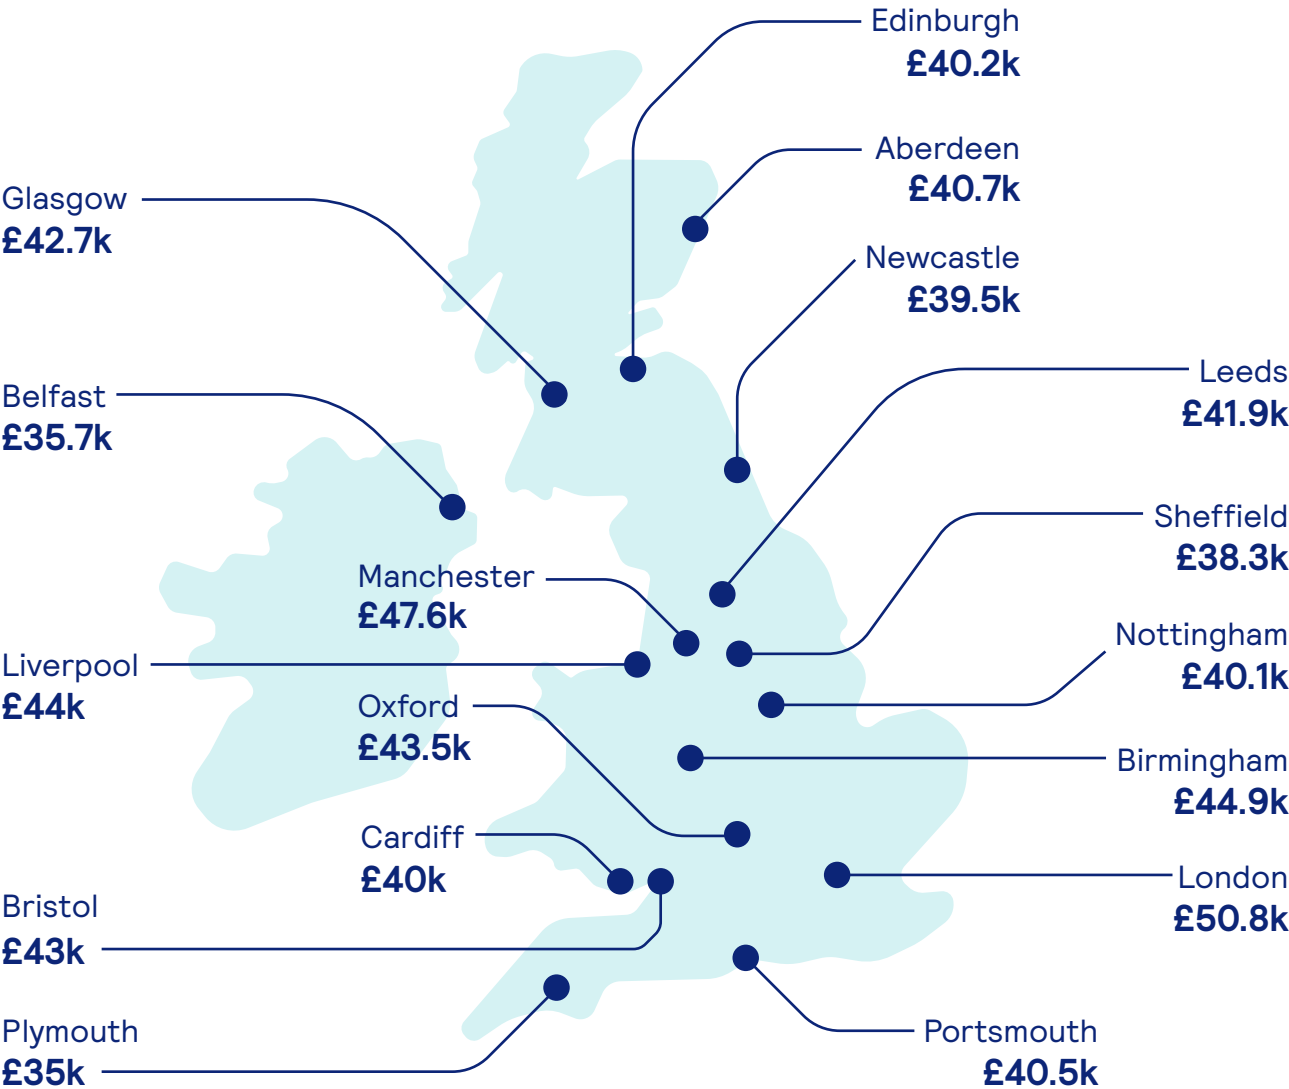 Edinburgh
£40.2k
Aberdeen
£40.7k
Glasgow
£42.7k
Newcastle
£39.5k
Leeds
£41.9k
Belfast
£35.7k
Sheffield
£38.3k
Manchester
£47.6k
Nottingham
£40.1k
Liverpool
£44k
Oxford
£43.5k
Birmingham
£44.9k
Cardiff
£40k
London
£50.8k
Bristol
£43k
Plymouth
£35k
Portsmouth
£40.5k